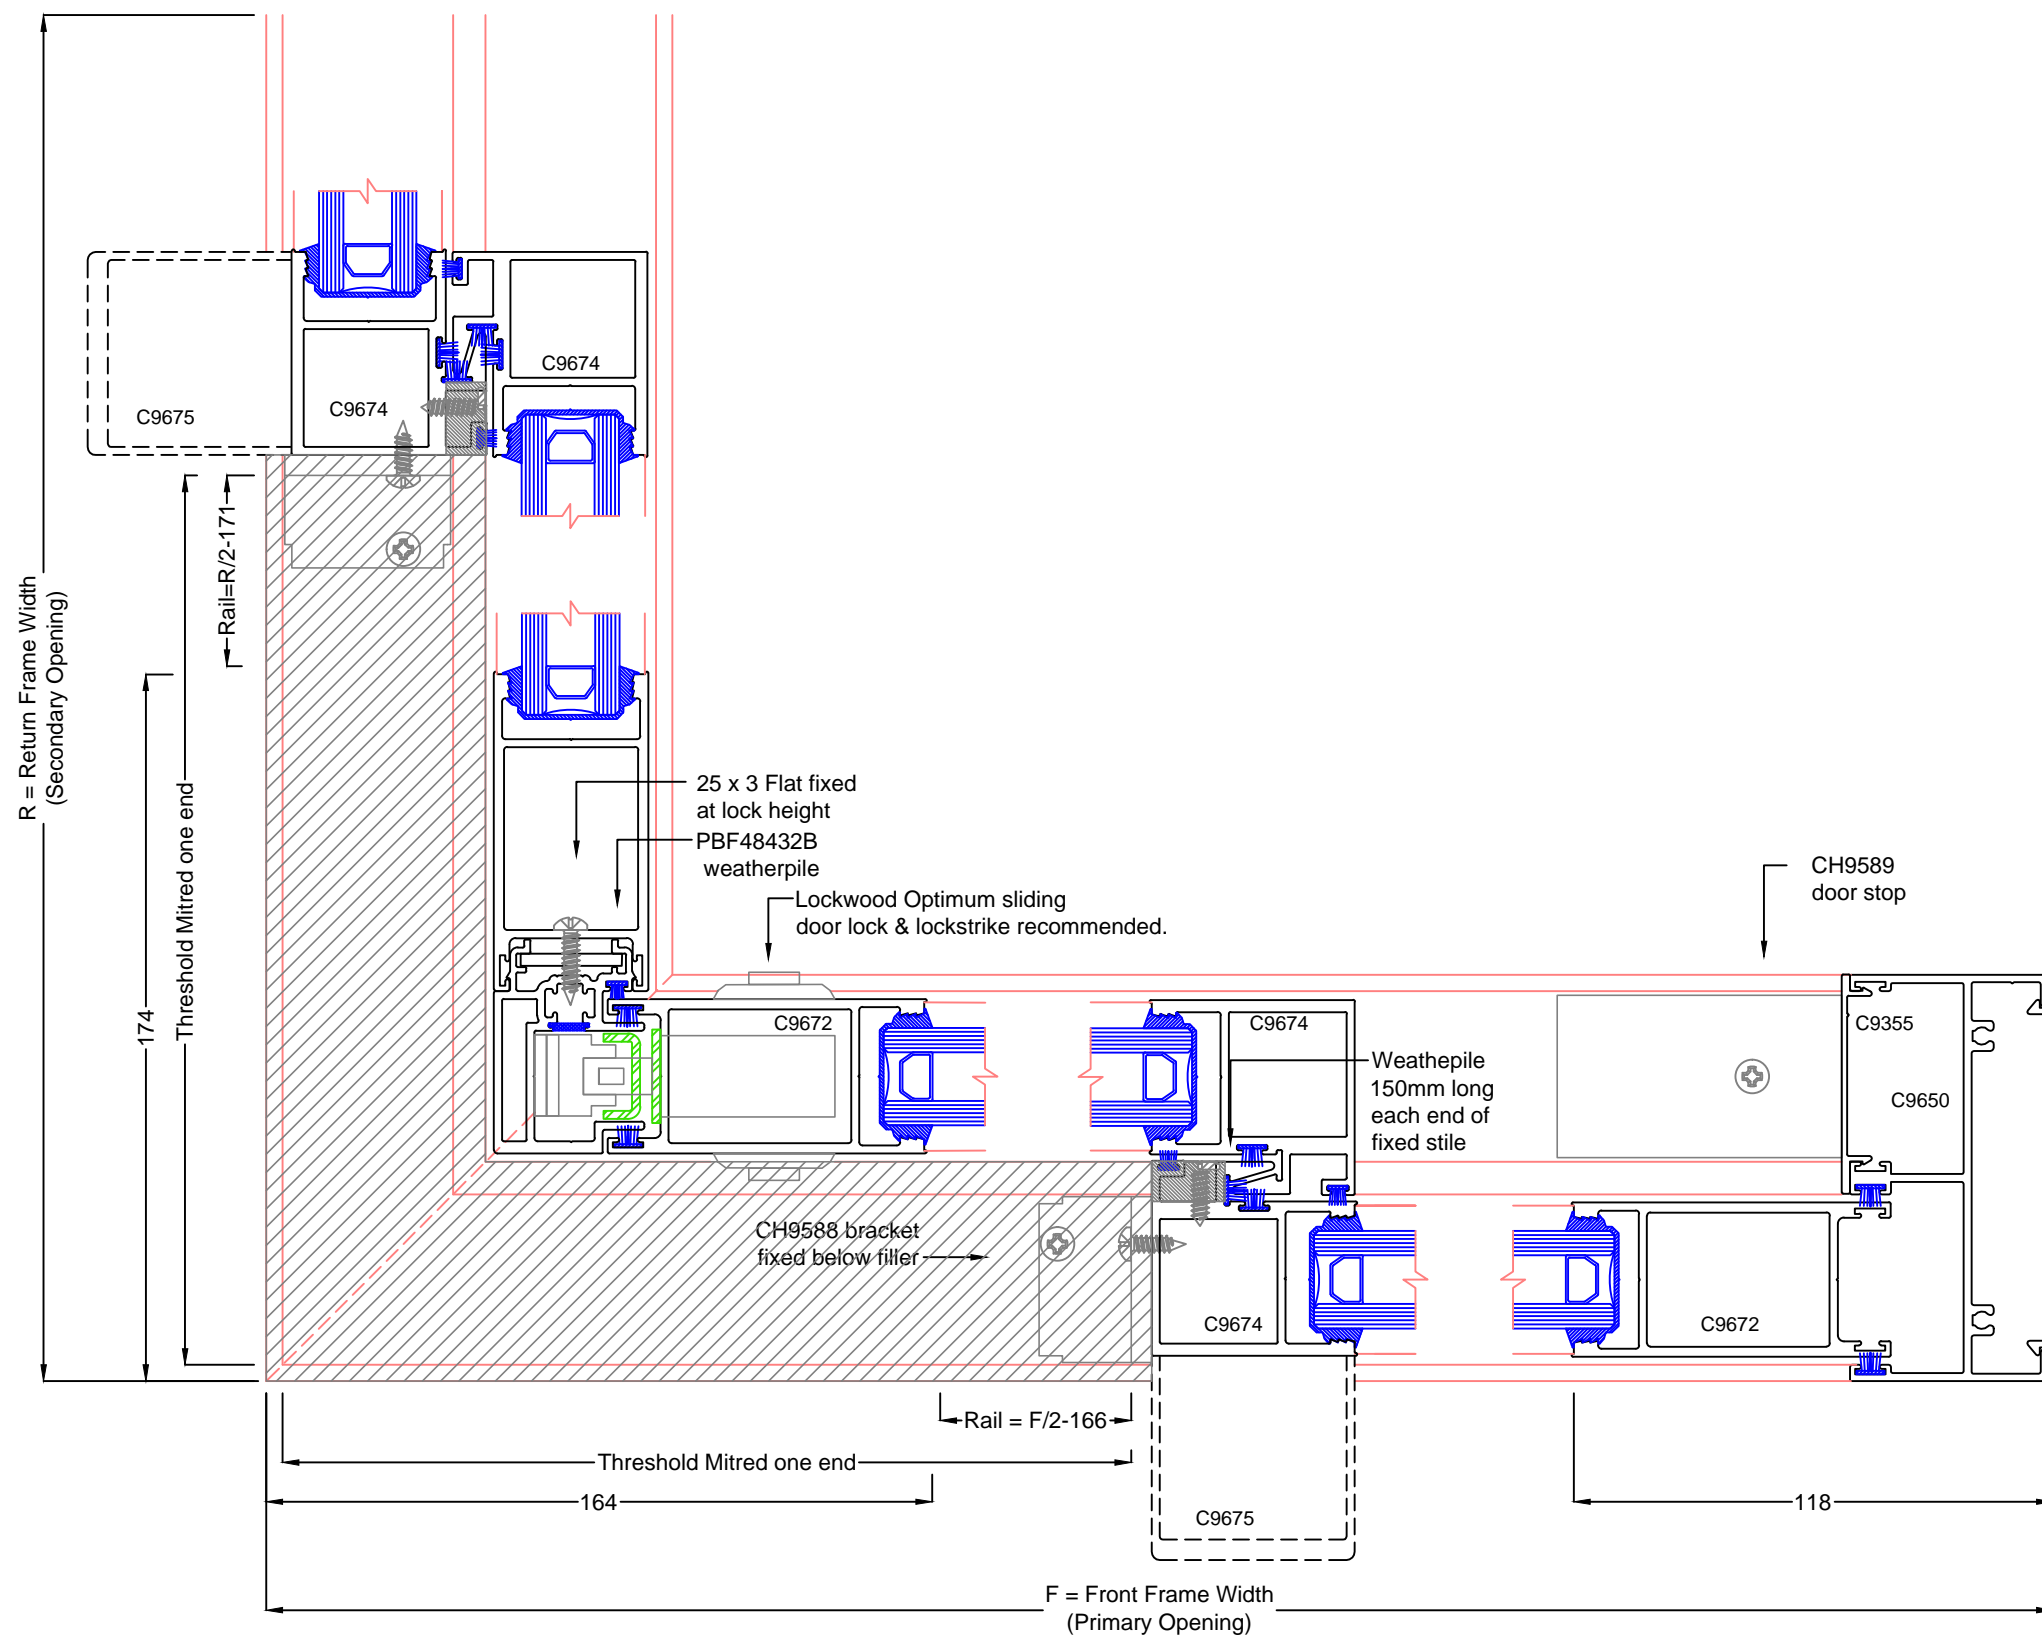 C9674
C9674
C9675
Rail=R/2-171
R = Return Frame Width
(Secondary Opening)
Threshold Mitred one end
174
25 x 3 Flat fixed
at lock height
PBF48432B
weatherpile
Lockwood Optimum sliding
door lock & lockstrike recommended.
CH9589
door stop
C9672
C9674
C9355
C9650
Weathepile
150mm long
each end of
fixed stile
CH9588 bracket
fixed below filler
C9674
C9672
Rail = F/2-166
Threshold Mitred one end
164
118
C9675
F = Front Frame Width
(Primary Opening)